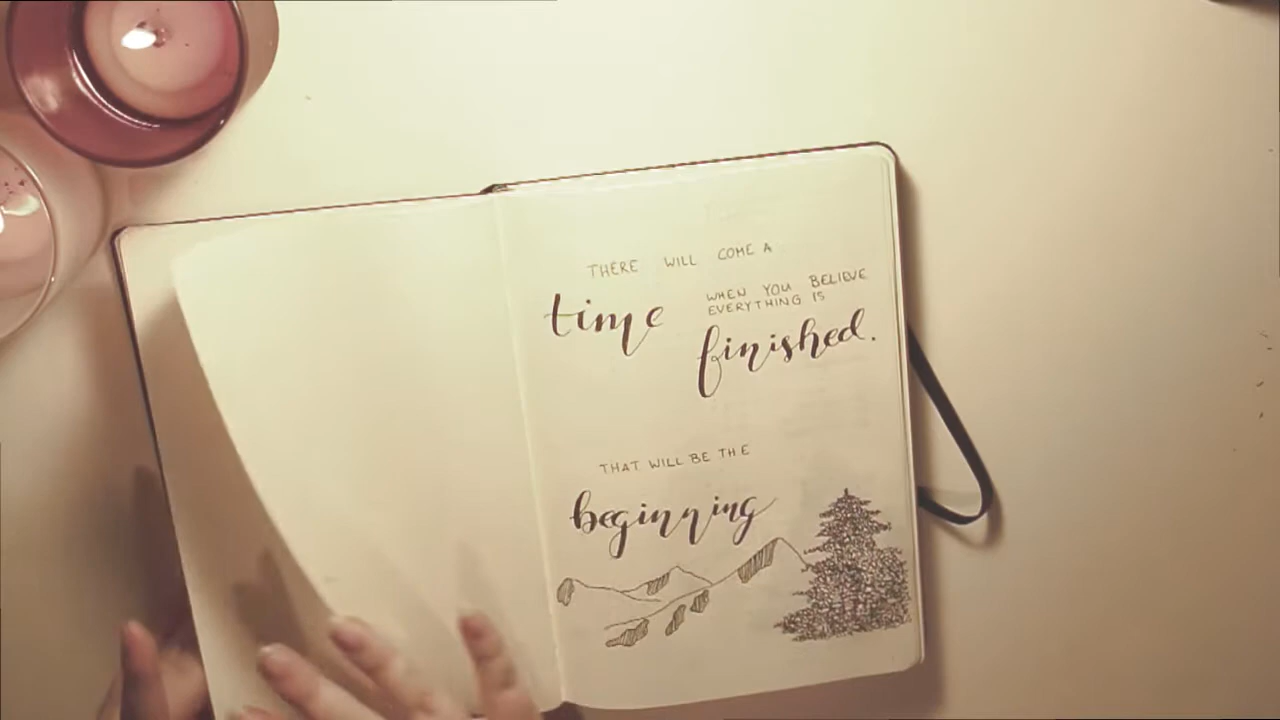 THERE WILL COME A
time WHEN YOU BELIEVE
EVERYTHING IS
finished.
THAT WILL BE THE
beginning